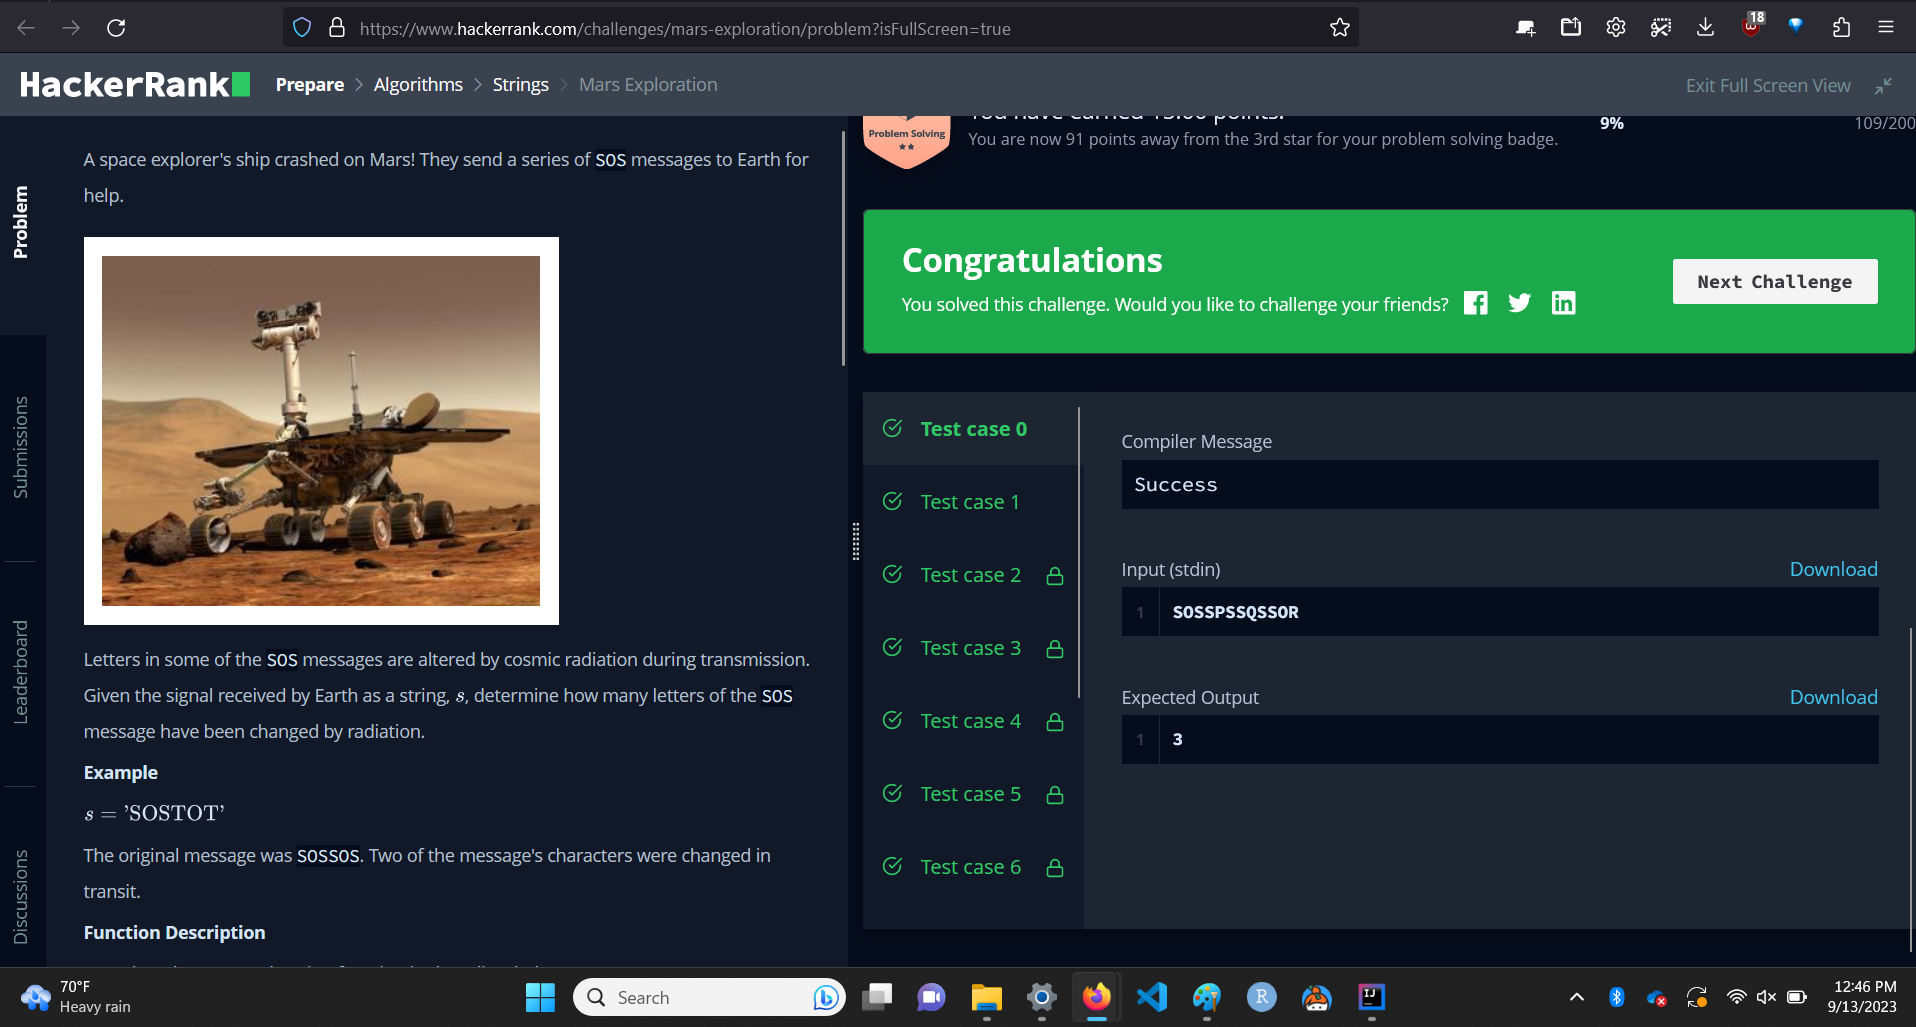 https://www.hackerrank.com/challenges/mars-exploration/problem?isFullScreen=true
18
HackerRank
Prepare > Algorithms > Strings > Mars Exploration
Exit Full Screen View
Problem
Submissions
Leaderboard
Discussions
A space explorer's ship crashed on Mars! They send a series of SOS messages to Earth for
help.
Letters in some of the SOS messages are altered by cosmic radiation during transmission.
Given the signal received by Earth as a string, s, determine how many letters of the SOS
message have been changed by radiation.
Example
s = 'SOSTOT'
The original message was SOSSOS. Two of the message's characters were changed in
transit.
Function Description
Problem Solving
You have earned 15.00 points!
You are now 91 points away from the 3rd star for your problem solving badge.
9%
109/200
Congratulations
You solved this challenge. Would you like to challenge your friends?
Next Challenge
Test case 0
Test case 1
Test case 2
Test case 3
Test case 4
Test case 5
Test case 6
Compiler Message
Success
Input (stdin)
Download
1 SOSSPSSQSSOR
Expected Output
Download
1 3
70°F
Heavy rain
Search
R
IJ
12:46 PM
9/13/2023